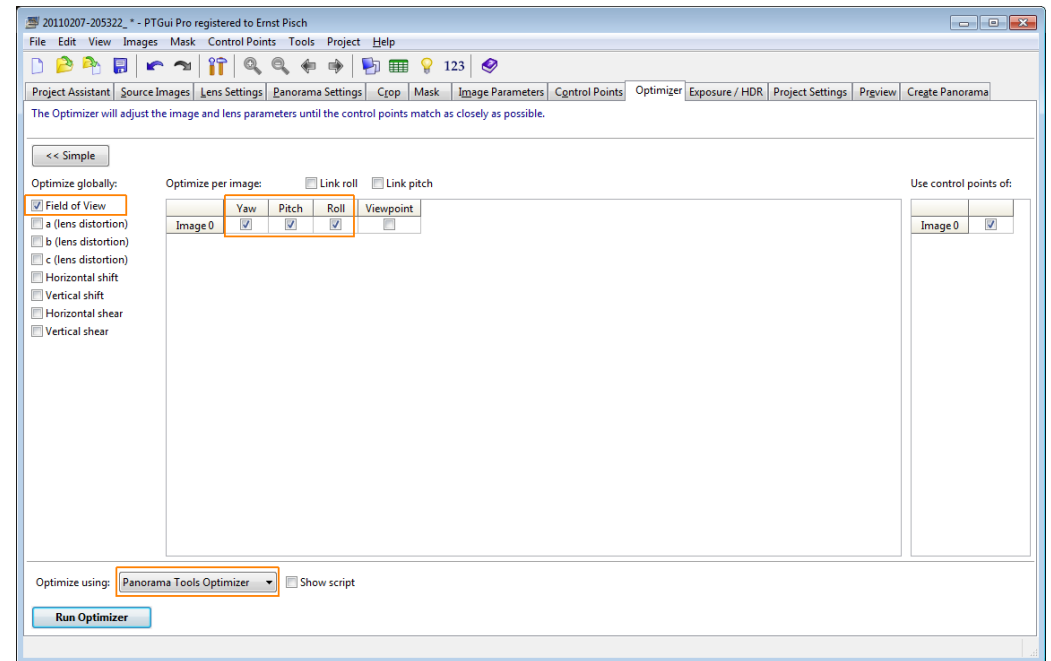 20110207-205322_* - PTGui Pro registered to Ernst Pisch
File Edit View Images Mask Control Points Tools Project Help
123
Project Assistant Source Images Lens Settings Panorama Settings Crop Mask Image Parameters Control Points Optimizer Exposure / HDR Project Settings Preview Create Panorama
The Optimizer will adjust the image and lens parameters until the control points match as closely as possible.
<< Simple
Optimize globally: Optimize per image: Link roll Link pitch Use control points of:
Field of View
Yaw Pitch Roll Viewpoint
a (lens distortion) Image 0 Image 0
b (lens distortion)
c (lens distortion)
Horizontal shift
Vertical shift
Horizontal shear
Vertical shear
Optimize using: Panorama Tools Optimizer Show script
Run Optimizer